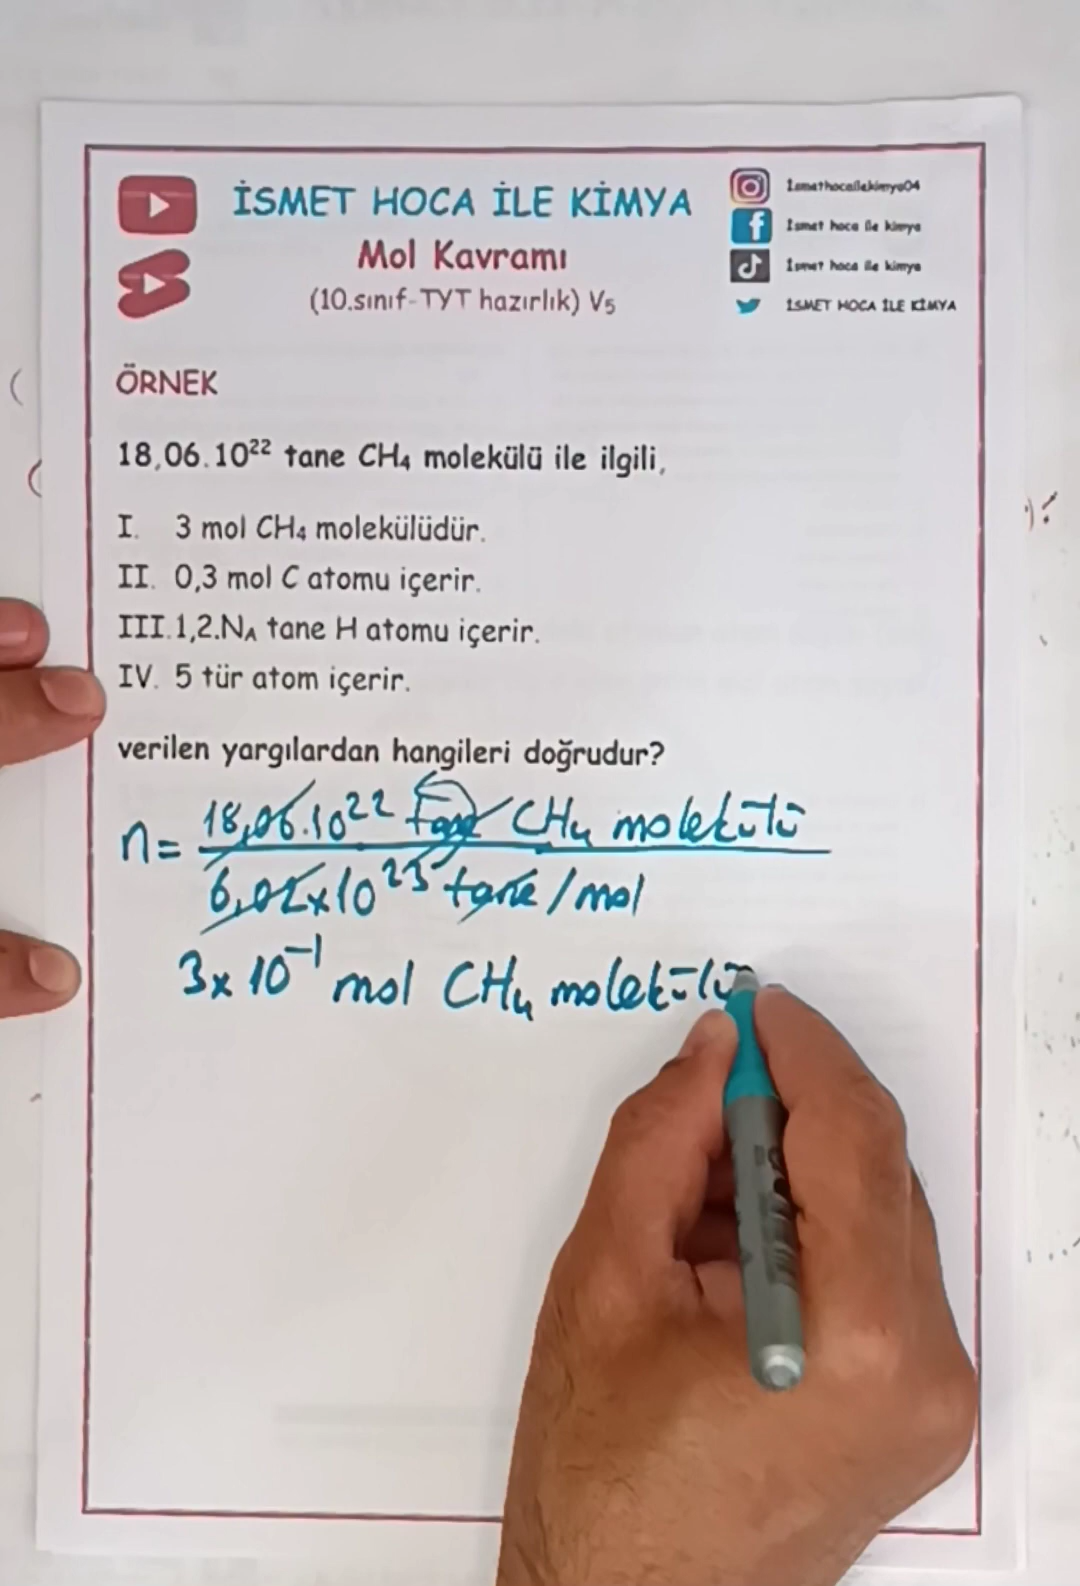 İSMET HOCA İLE KİMYA
Mol Kavramı
(10.sınıf-TYT hazırlık) V5
İsmethocailekimya04
İsmet hoca ile kimya
İsmet hoca ile kimya
İSMET HOCA İLE KİMYA
ÖRNEK
18,06.10²² tane CH₄ molekülü ile ilgili,
I. 3 mol CH₄ molekülüdür.
II. 0,3 mol C atomu içerir.
III.1,2.Nᴀ tane H atomu içerir.
IV. 5 tür atom içerir.
verilen yargılardan hangileri doğrudur?
n= 18,06.10²² tane CH₄ molekülü
6,02x10²³ tane/mol
3x10⁻¹ mol CH₄ molekülü